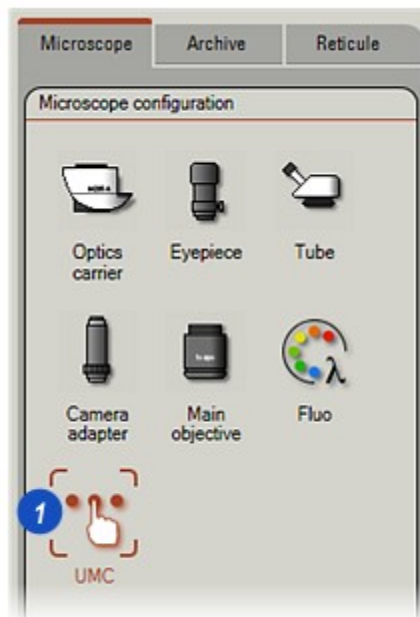 Microscope Archive Reticule
Microscope configuration
Optics
carrier
Eyepiece
Tube
Camera
adapter
Main
objective
Fluo
λ
1
UMC